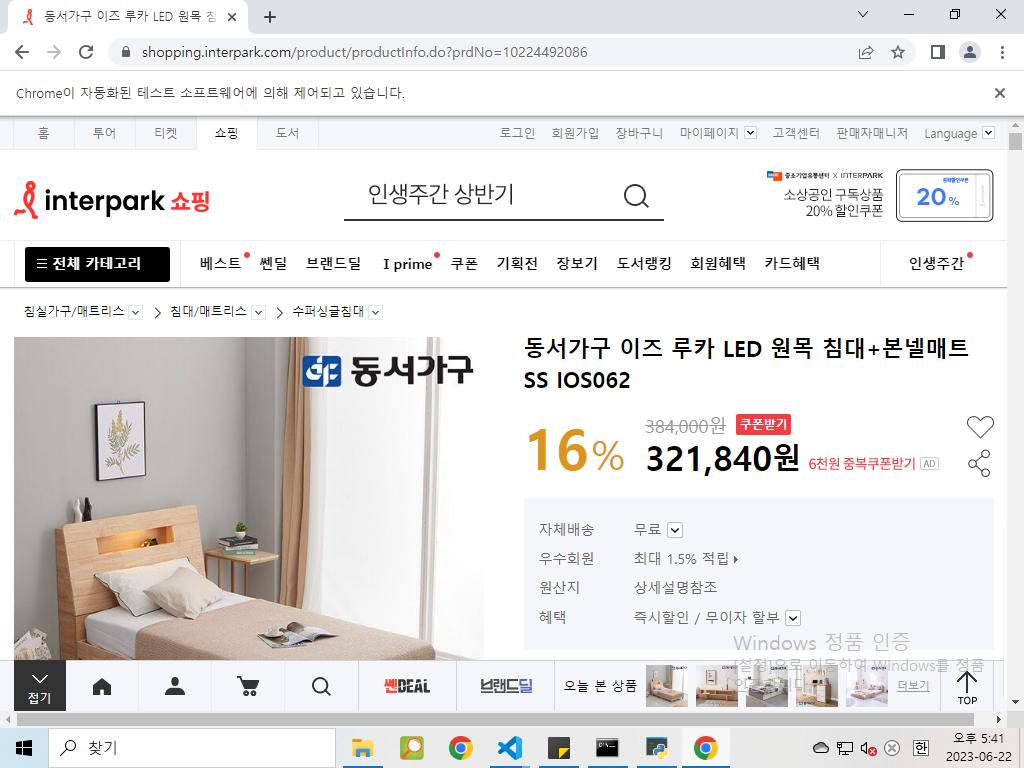 동서가구 이즈 루카 LED 원목 침
shopping.interpark.com/product/productInfo.do?prdNo=10224492086
Chrome이 자동화된 테스트 소프트웨어에 의해 제어되고 있습니다.
홈 투어 티켓 쇼핑 도서 로그인 회원가입 장바구니 마이페이지 고객센터 판매자매니저 Language
interpark 쇼핑
인생주간 상반기
중소기업유통센터 X INTERPARK
소상공인 구독상품
20% 할인쿠폰
20%
전체 카테고리 베스트 쎈딜 브랜드딜 I prime 쿠폰 기획전 장보기 도서랭킹 회원혜택 카드혜택 인생주간
침실가구/매트리스 침대/매트리스 수퍼싱글침대
동서가구
동서가구 이즈 루카 LED 원목 침대+본넬매트
SS IOS062
16%
384,000원 쿠폰받기
321,840원 6천원 중복쿠폰받기 AD
자체배송 무료
우수회원 최대 1.5% 적립
원산지 상세설명참조
혜택 즉시할인 / 무이자 할부
Windows 정품 인증
[설정]으로 이동하여 Windows를 정품
접기
쎈DEAL
브랜드딜
오늘 본 상품
더보기
TOP
찾기
한
오후 5:41
2023-06-22